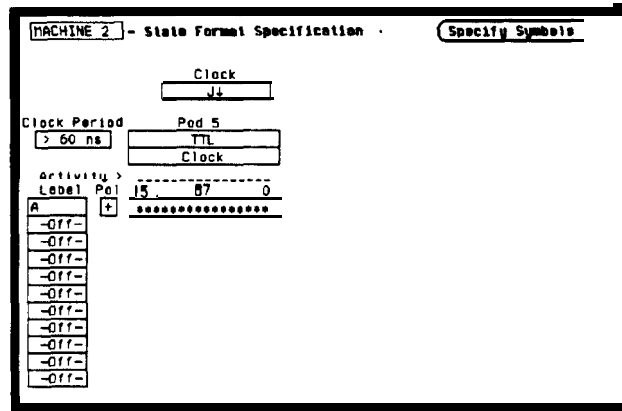 MACHINE 2 - State Format Specification Specify Symbols
Clock
J↓
Clock Period Pod 5
> 60 ns TTL
Clock
Activity > ----------------
Label Pol 15 87 0
A + ****************
-Off-
-Off-
-Off-
-Off-
-Off-
-Off-
-Off-
-Off-
-Off-
-Off-